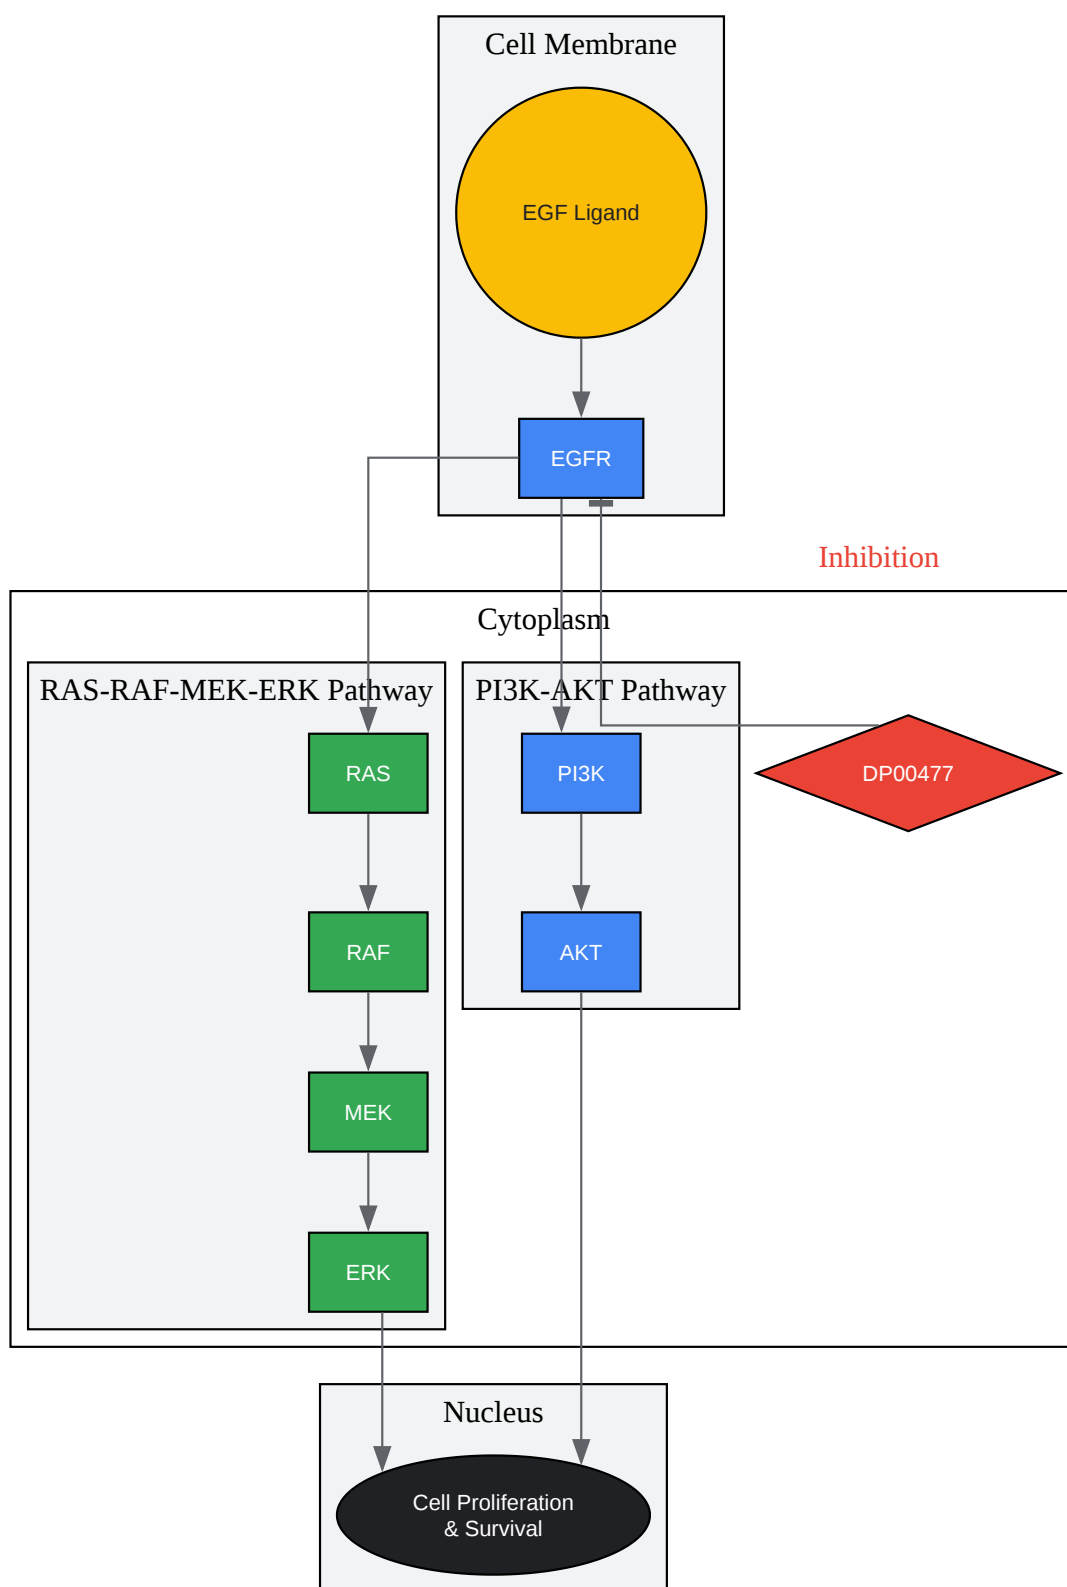 Cell Membrane
EGF Ligand
EGFR
Inhibition
Cytoplasm
RAS-RAF-MEK-ERK Pathway
PI3K-AKT Pathway
RAS
PI3K
DP00477
RAF
AKT
MEK
ERK
Nucleus
Cell Proliferation
& Survival